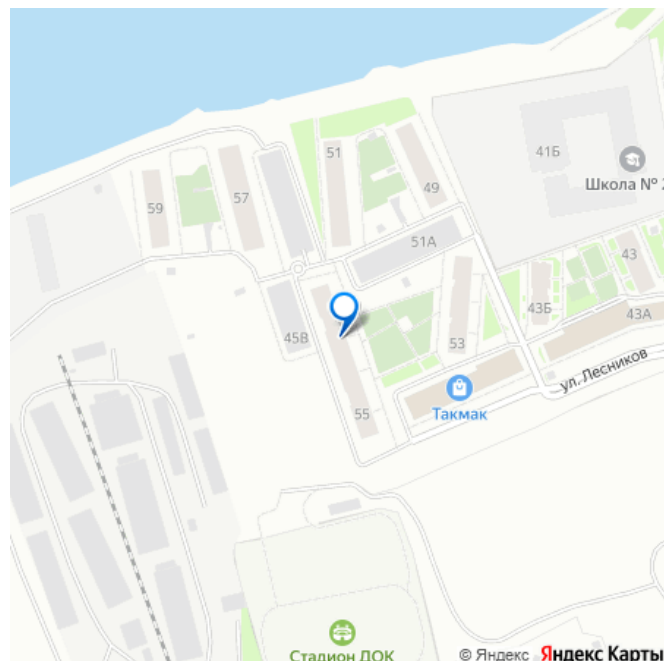 51
41Б
Школа № 2
59
57
49
51А
43
43Б
43А
45В
53
ул. Лесников
55
Такмак
Стадион ДОК
© Яндекс Яндекс Карты